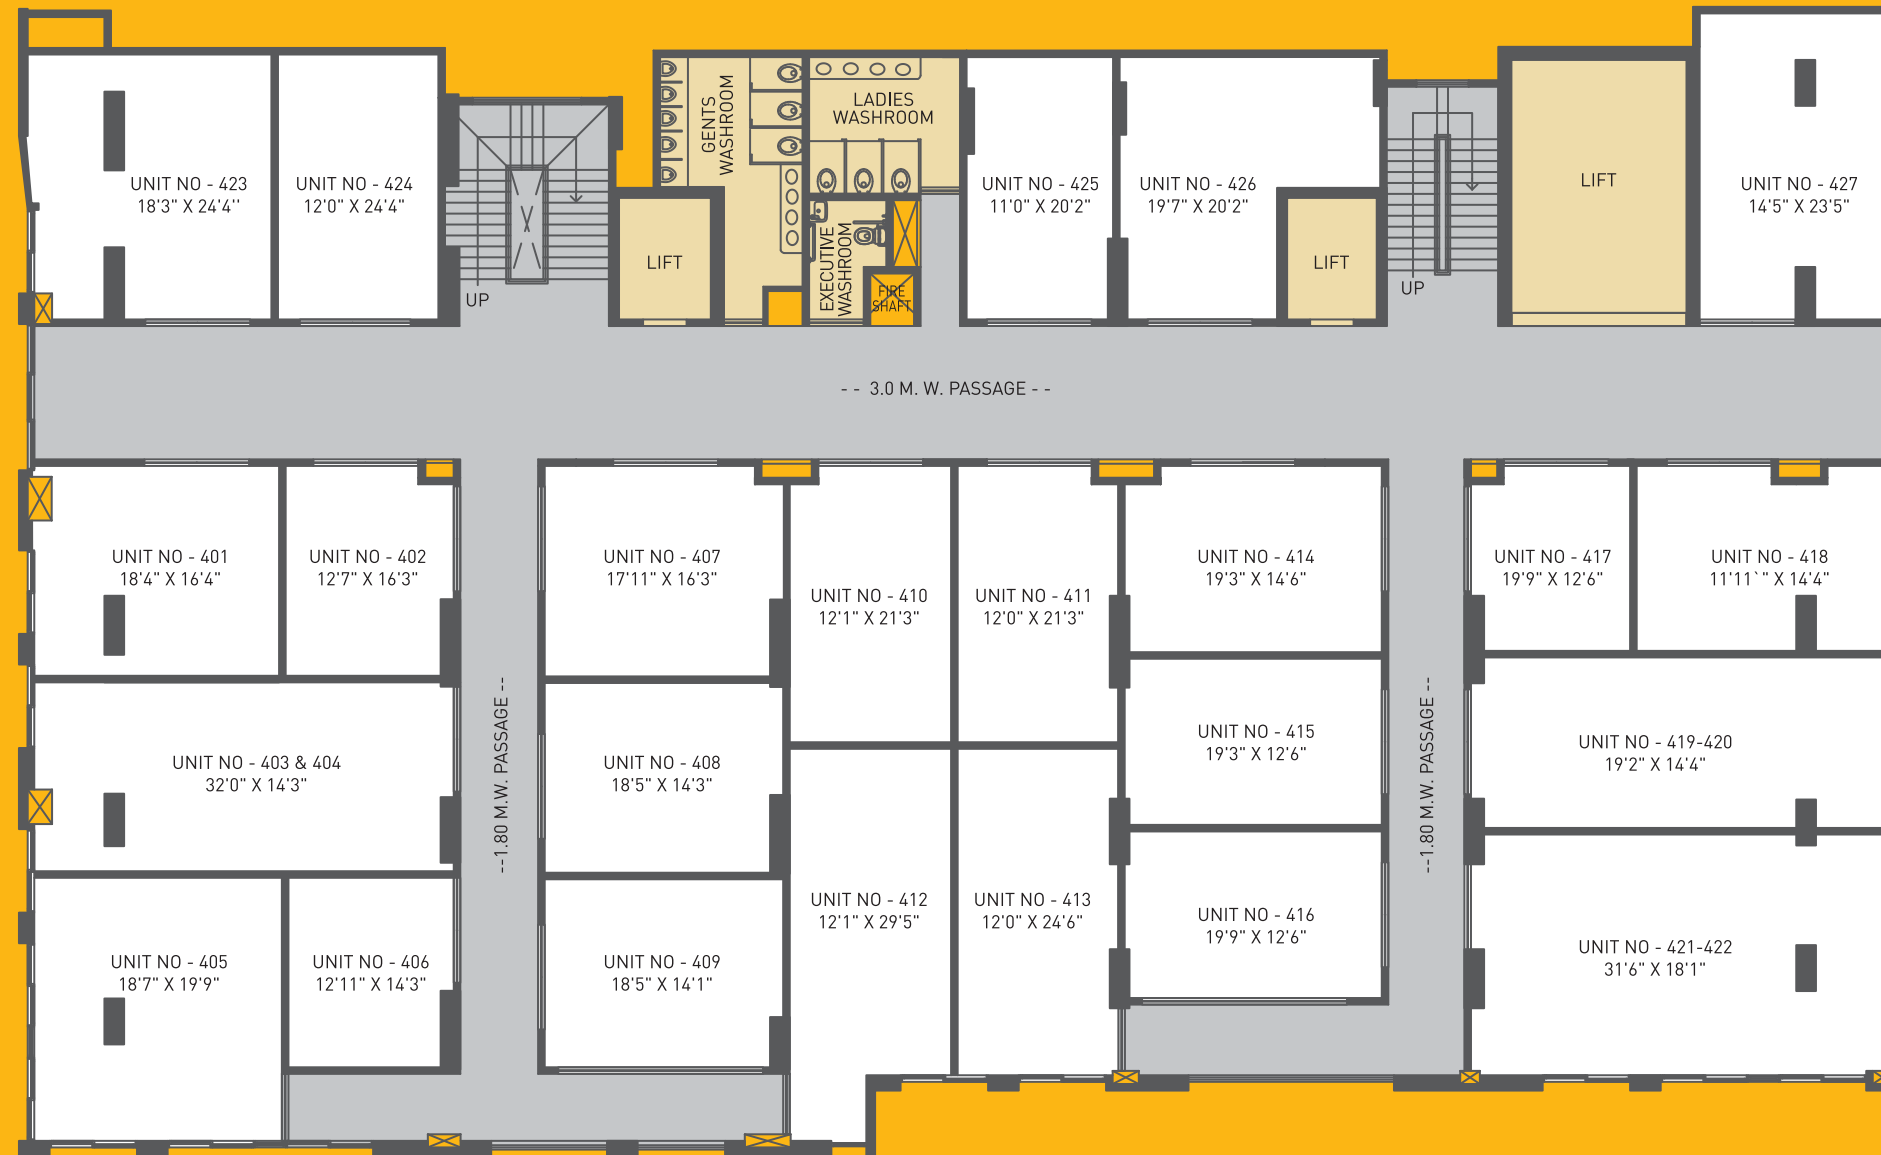 GENTS
WASHROOM
LADIES
WASHROOM
UNIT NO - 423
18'3" X 24'4''
UNIT NO - 424
12'0" X 24'4"
UNIT NO - 425
11'0" X 20'2"
UNIT NO - 426
19'7" X 20'2"
LIFT
UNIT NO - 427
14'5" X 23'5"
UP
LIFT
EXECUTIVE
WASHROOM
FIRE
SHAFT
LIFT
UP
- - 3.0 M. W. PASSAGE - -
UNIT NO - 401
18'4" X 16'4"
UNIT NO - 402
12'7" X 16'3"
UNIT NO - 407
17'11" X 16'3"
UNIT NO - 410
12'1" X 21'3"
UNIT NO - 411
12'0" X 21'3"
UNIT NO - 414
19'3" X 14'6"
UNIT NO - 417
19'9" X 12'6"
UNIT NO - 418
11'11`" X 14'4"
UNIT NO - 403 & 404
32'0" X 14'3"
--1.80 M.W. PASSAGE --
UNIT NO - 408
18'5" X 14'3"
UNIT NO - 415
19'3" X 12'6"
--1.80 M.W. PASSAGE --
UNIT NO - 419-420
19'2" X 14'4"
UNIT NO - 405
18'7" X 19'9"
UNIT NO - 406
12'11" X 14'3"
UNIT NO - 409
18'5" X 14'1"
UNIT NO - 412
12'1" X 29'5"
UNIT NO - 413
12'0" X 24'6"
UNIT NO - 416
19'9" X 12'6"
UNIT NO - 421-422
31'6" X 18'1"